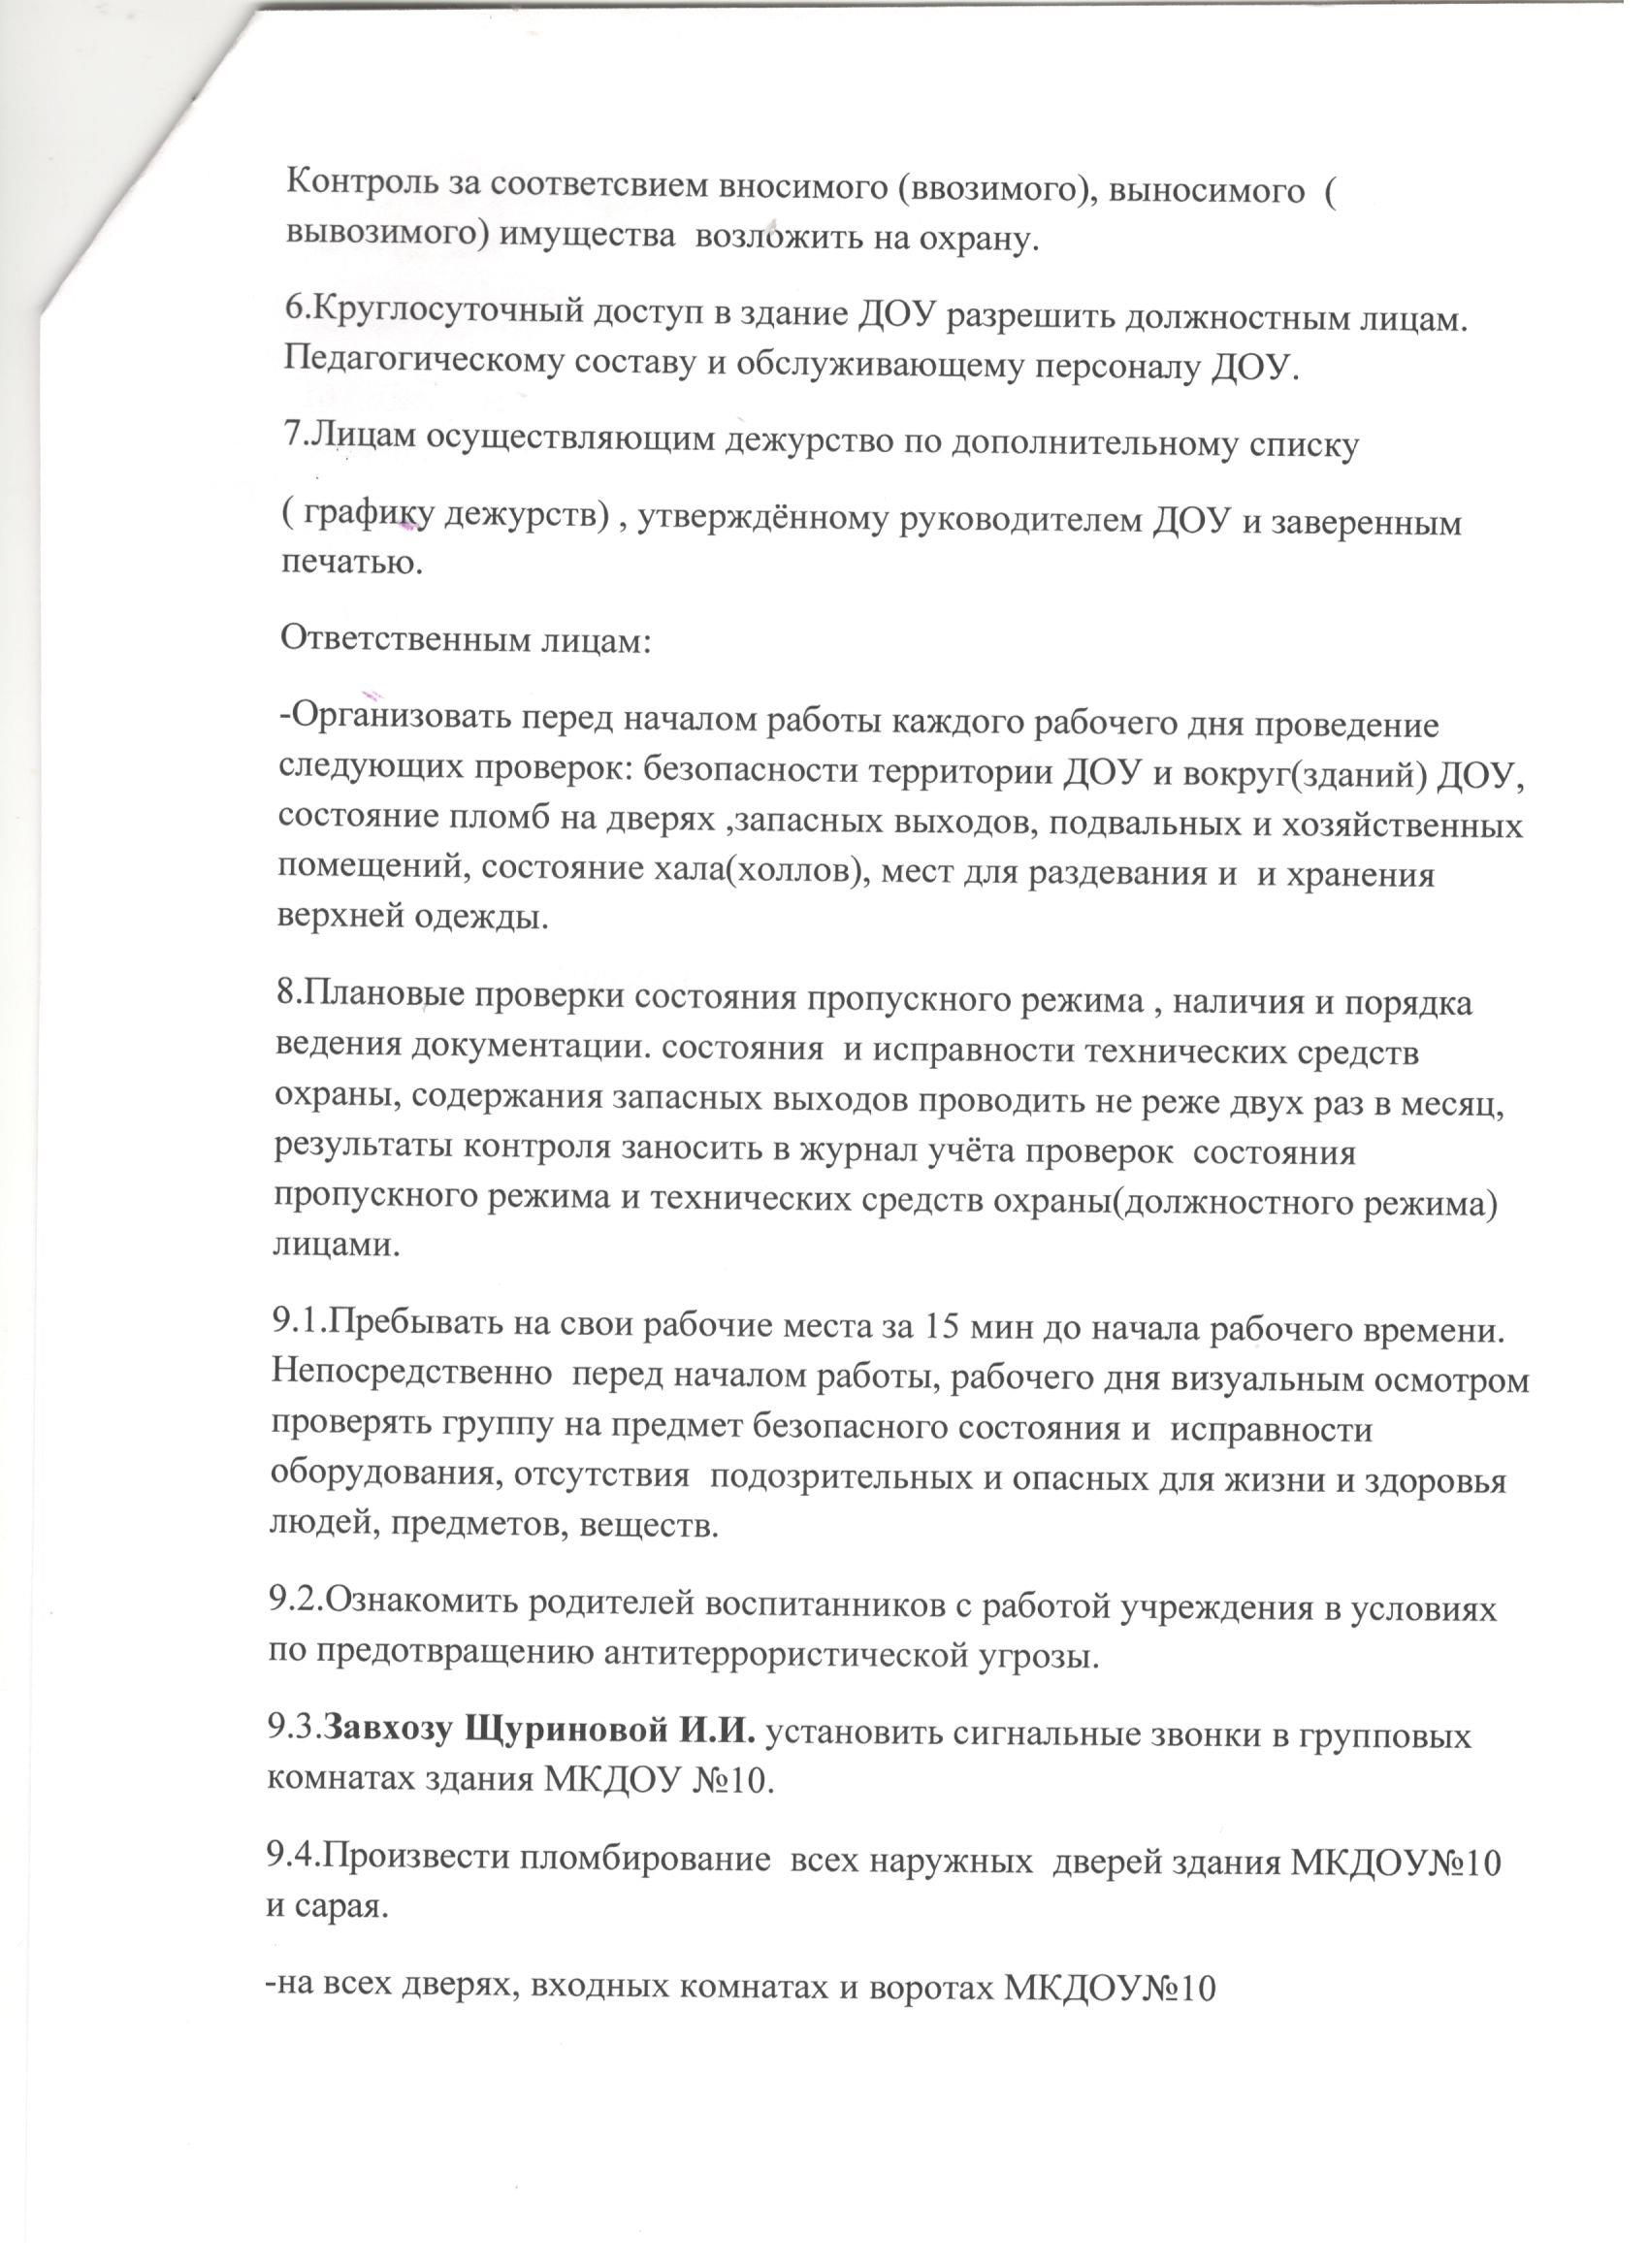 Контроль за соответсвием вносимого (ввозимого), выносимого  (
вывозимого) имущества  возложить на охрану.
6.Круглосуточный доступ в здание ДОУ разрешить должностным лицам.
Педагогическому составу и обслуживающему персоналу ДОУ.
7.Лицам осуществляющим дежурство по дополнительному списку
( графику дежурств) , утверждённому руководителем ДОУ и заверенным
печатью.
Ответственным лицам:
-Организовать перед началом работы каждого рабочего дня проведение
следующих проверок: безопасности территории ДОУ и вокруг(зданий) ДОУ,
состояние пломб на дверях ,запасных выходов, подвальных и хозяйственных
помещений, состояние хала(холлов), мест для раздевания и  и хранения
верхней одежды.
8.Плановые проверки состояния пропускного режима , наличия и порядка
ведения документации. состояния  и исправности технических средств
охраны, содержания запасных выходов проводить не реже двух раз в месяц,
результаты контроля заносить в журнал учёта проверок  состояния
пропускного режима и технических средств охраны(должностного режима)
лицами.
9.1.Пребывать на свои рабочие места за 15 мин до начала рабочего времени.
Непосредственно  перед началом работы, рабочего дня визуальным осмотром
проверять группу на предмет безопасного состояния и  исправности
оборудования, отсутствия  подозрительных и опасных для жизни и здоровья
людей, предметов, веществ.
9.2.Ознакомить родителей воспитанников с работой учреждения в условиях
по предотвращению антитеррористической угрозы.
9.3.Завхозу Щуриновой И.И. установить сигнальные звонки в групповых
комнатах здания МКДОУ №10.
9.4.Произвести пломбирование  всех наружных  дверей здания МКДОУ№10
и сарая.
-на всех дверях, входных комнатах и воротах МКДОУ№10